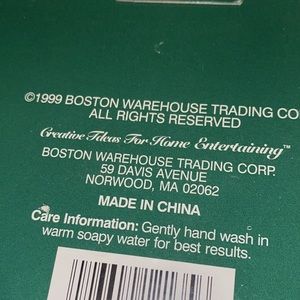 ©1999 BOSTON WAREHOUSE TRADING CO
ALL RIGHTS RESERVED
Creative Ideas For Home Entertaining™
BOSTON WAREHOUSE TRADING CORP.
59 DAVIS AVENUE
NORWOOD, MA 02062
MADE IN CHINA
Care Information: Gently hand wash in
warm soapy water for best results.